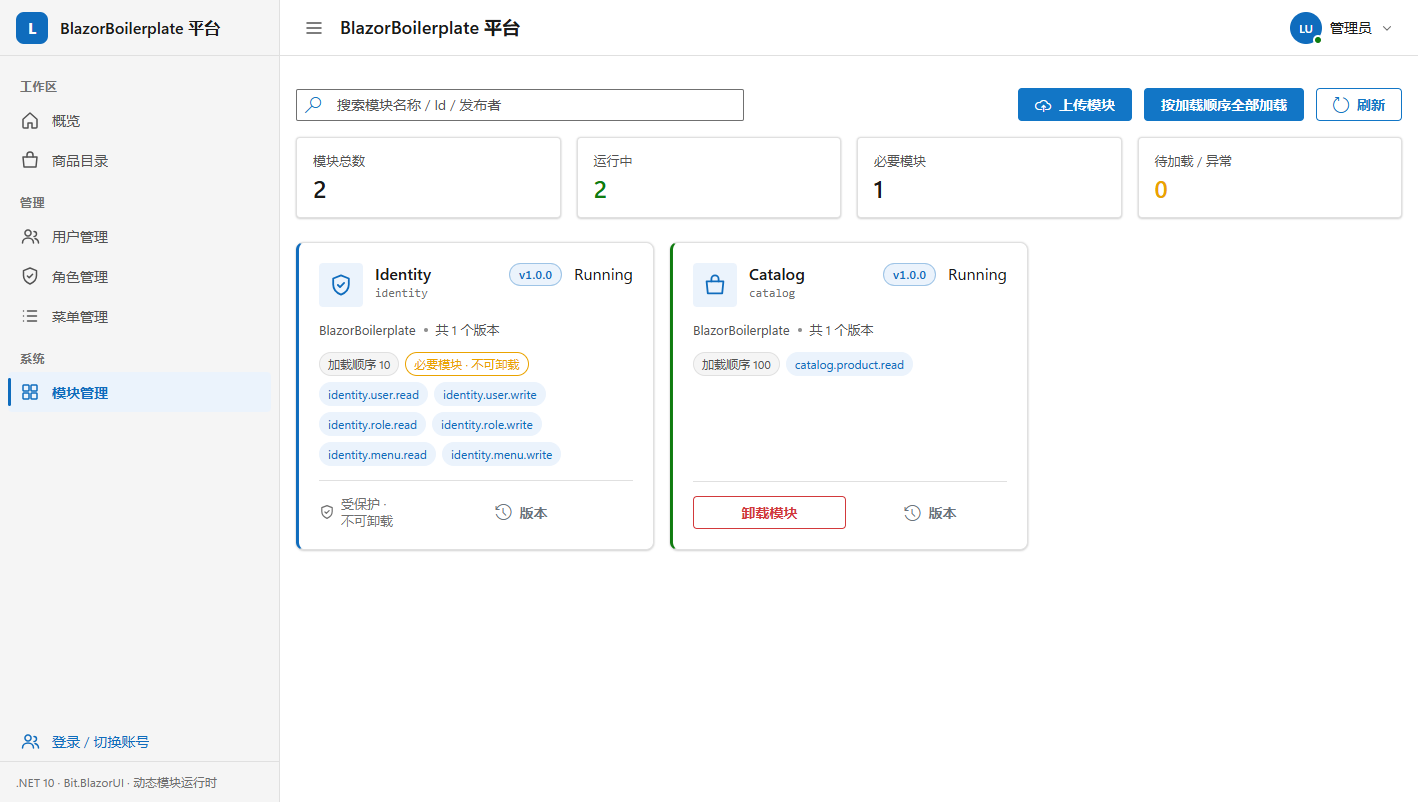 L BlazorBoilerplate 平台
BlazorBoilerplate 平台
LU 管理员
工作区
概览
商品目录
管理
用户管理
角色管理
菜单管理
系统
模块管理
登录 / 切换账号
.NET 10 · Bit.BlazorUI · 动态模块运行时
搜索模块名称 / Id / 发布者
上传模块
按加载顺序全部加载
刷新
模块总数
2
运行中
2
必要模块
1
待加载 / 异常
0
Identity
identity
v1.0.0
Running
BlazorBoilerplate • 共 1 个版本
加载顺序 10
必要模块 · 不可卸载
identity.user.read
identity.user.write
identity.role.read
identity.role.write
identity.menu.read
identity.menu.write
受保护 ·
不可卸载
版本
Catalog
catalog
v1.0.0
Running
BlazorBoilerplate • 共 1 个版本
加载顺序 100
catalog.product.read
卸载模块
版本